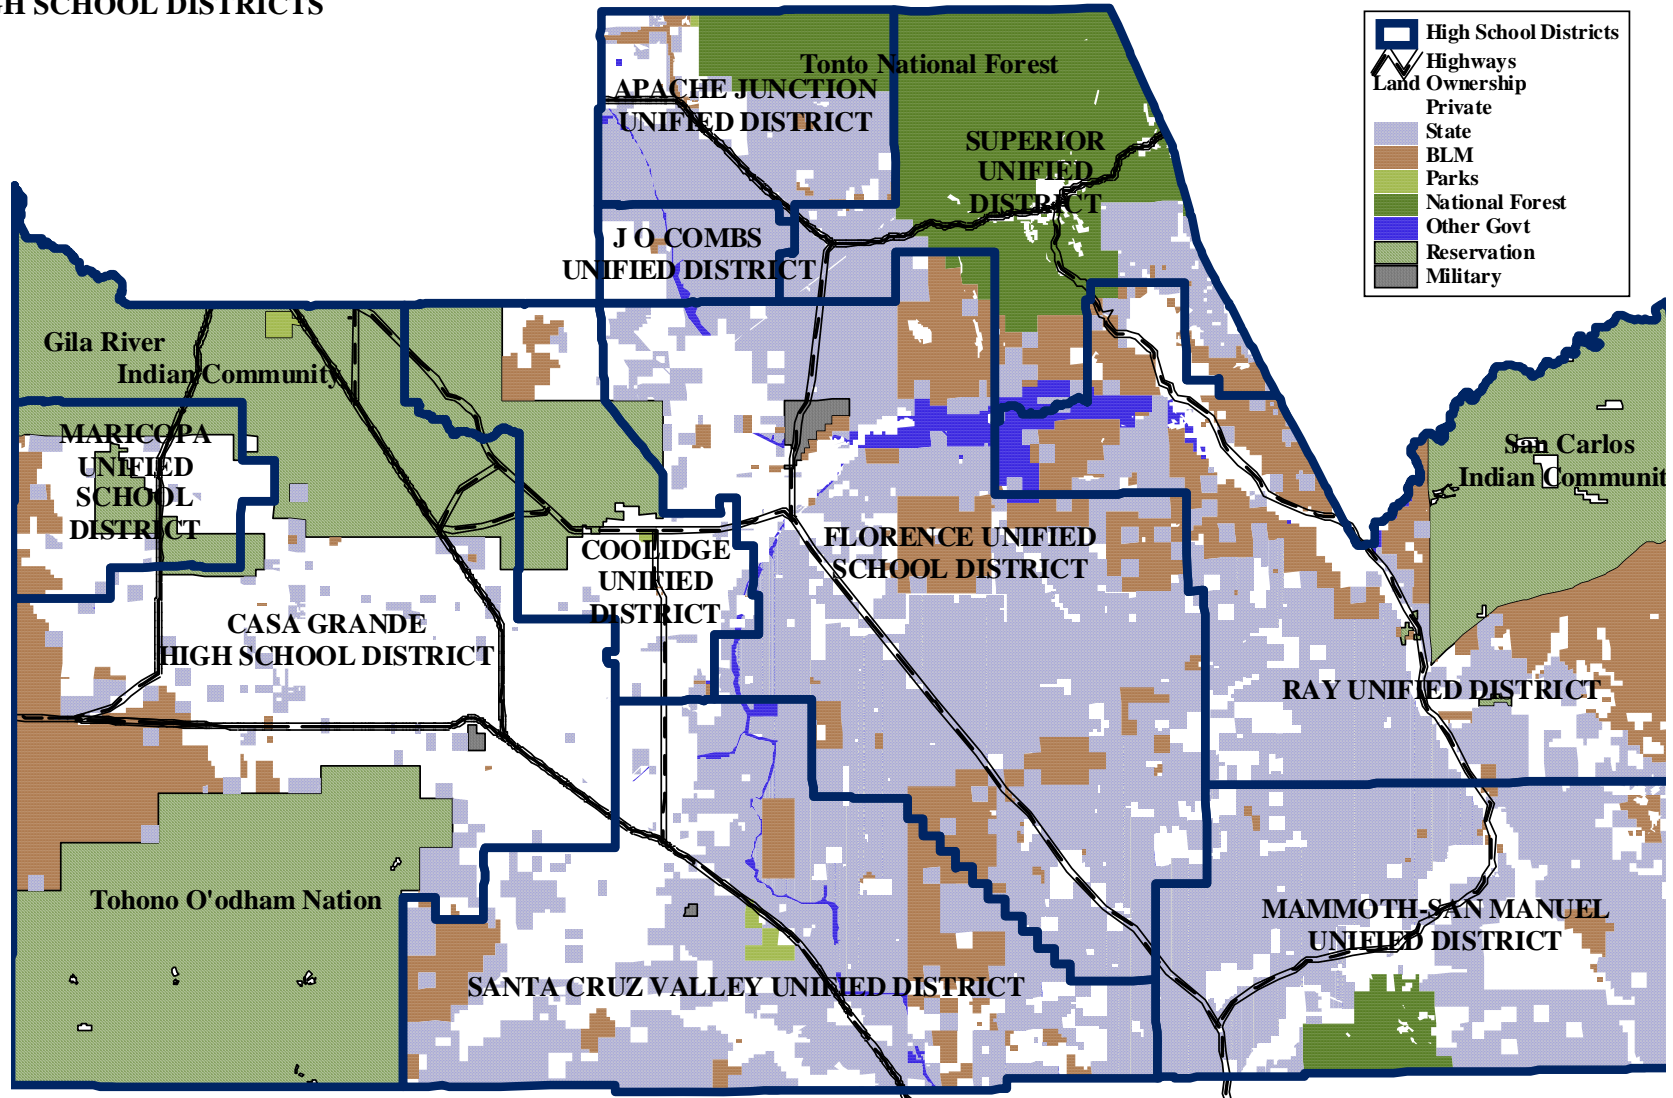 SCHOOL DISTRICTS
High School Districts
Highways
Land Ownership
Private
State
BLM
Parks
National Forest
Other Govt
Reservation
Military
Tonto National Forest
APACHE JUNCTION
UNIFIED DISTRICT
SUPERIOR
UNIFIED
DISTRICT
J O COMBS
UNIFIED DISTRICT
Gila River
Indian Community
MARICOPA
UNIFIED
SCHOOL
DISTRICT
San Carlos
Indian Communit
FLORENCE UNIFIED
SCHOOL DISTRICT
COOLIDGE
UNIFIED
DISTRICT
CASA GRANDE
HIGH SCHOOL DISTRICT
RAY UNIFIED DISTRICT
Tohono O'odham Nation
MAMMOTH-SAN MANUEL
UNIFIED DISTRICT
SANTA CRUZ VALLEY UNIFIED DISTRICT